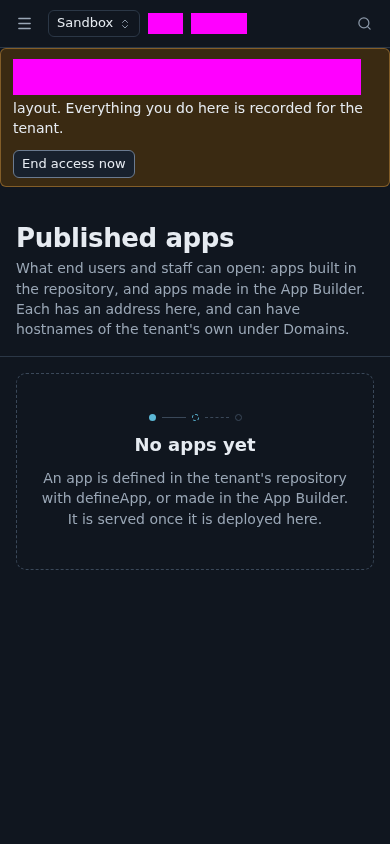 Sandbox
layout. Everything you do here is recorded for the
tenant.
End access now
Published apps
What end users and staff can open: apps built in
the repository, and apps made in the App Builder.
Each has an address here, and can have
hostnames of the tenant's own under Domains.
No apps yet
An app is defined in the tenant's repository
with defineApp, or made in the App Builder.
It is served once it is deployed here.